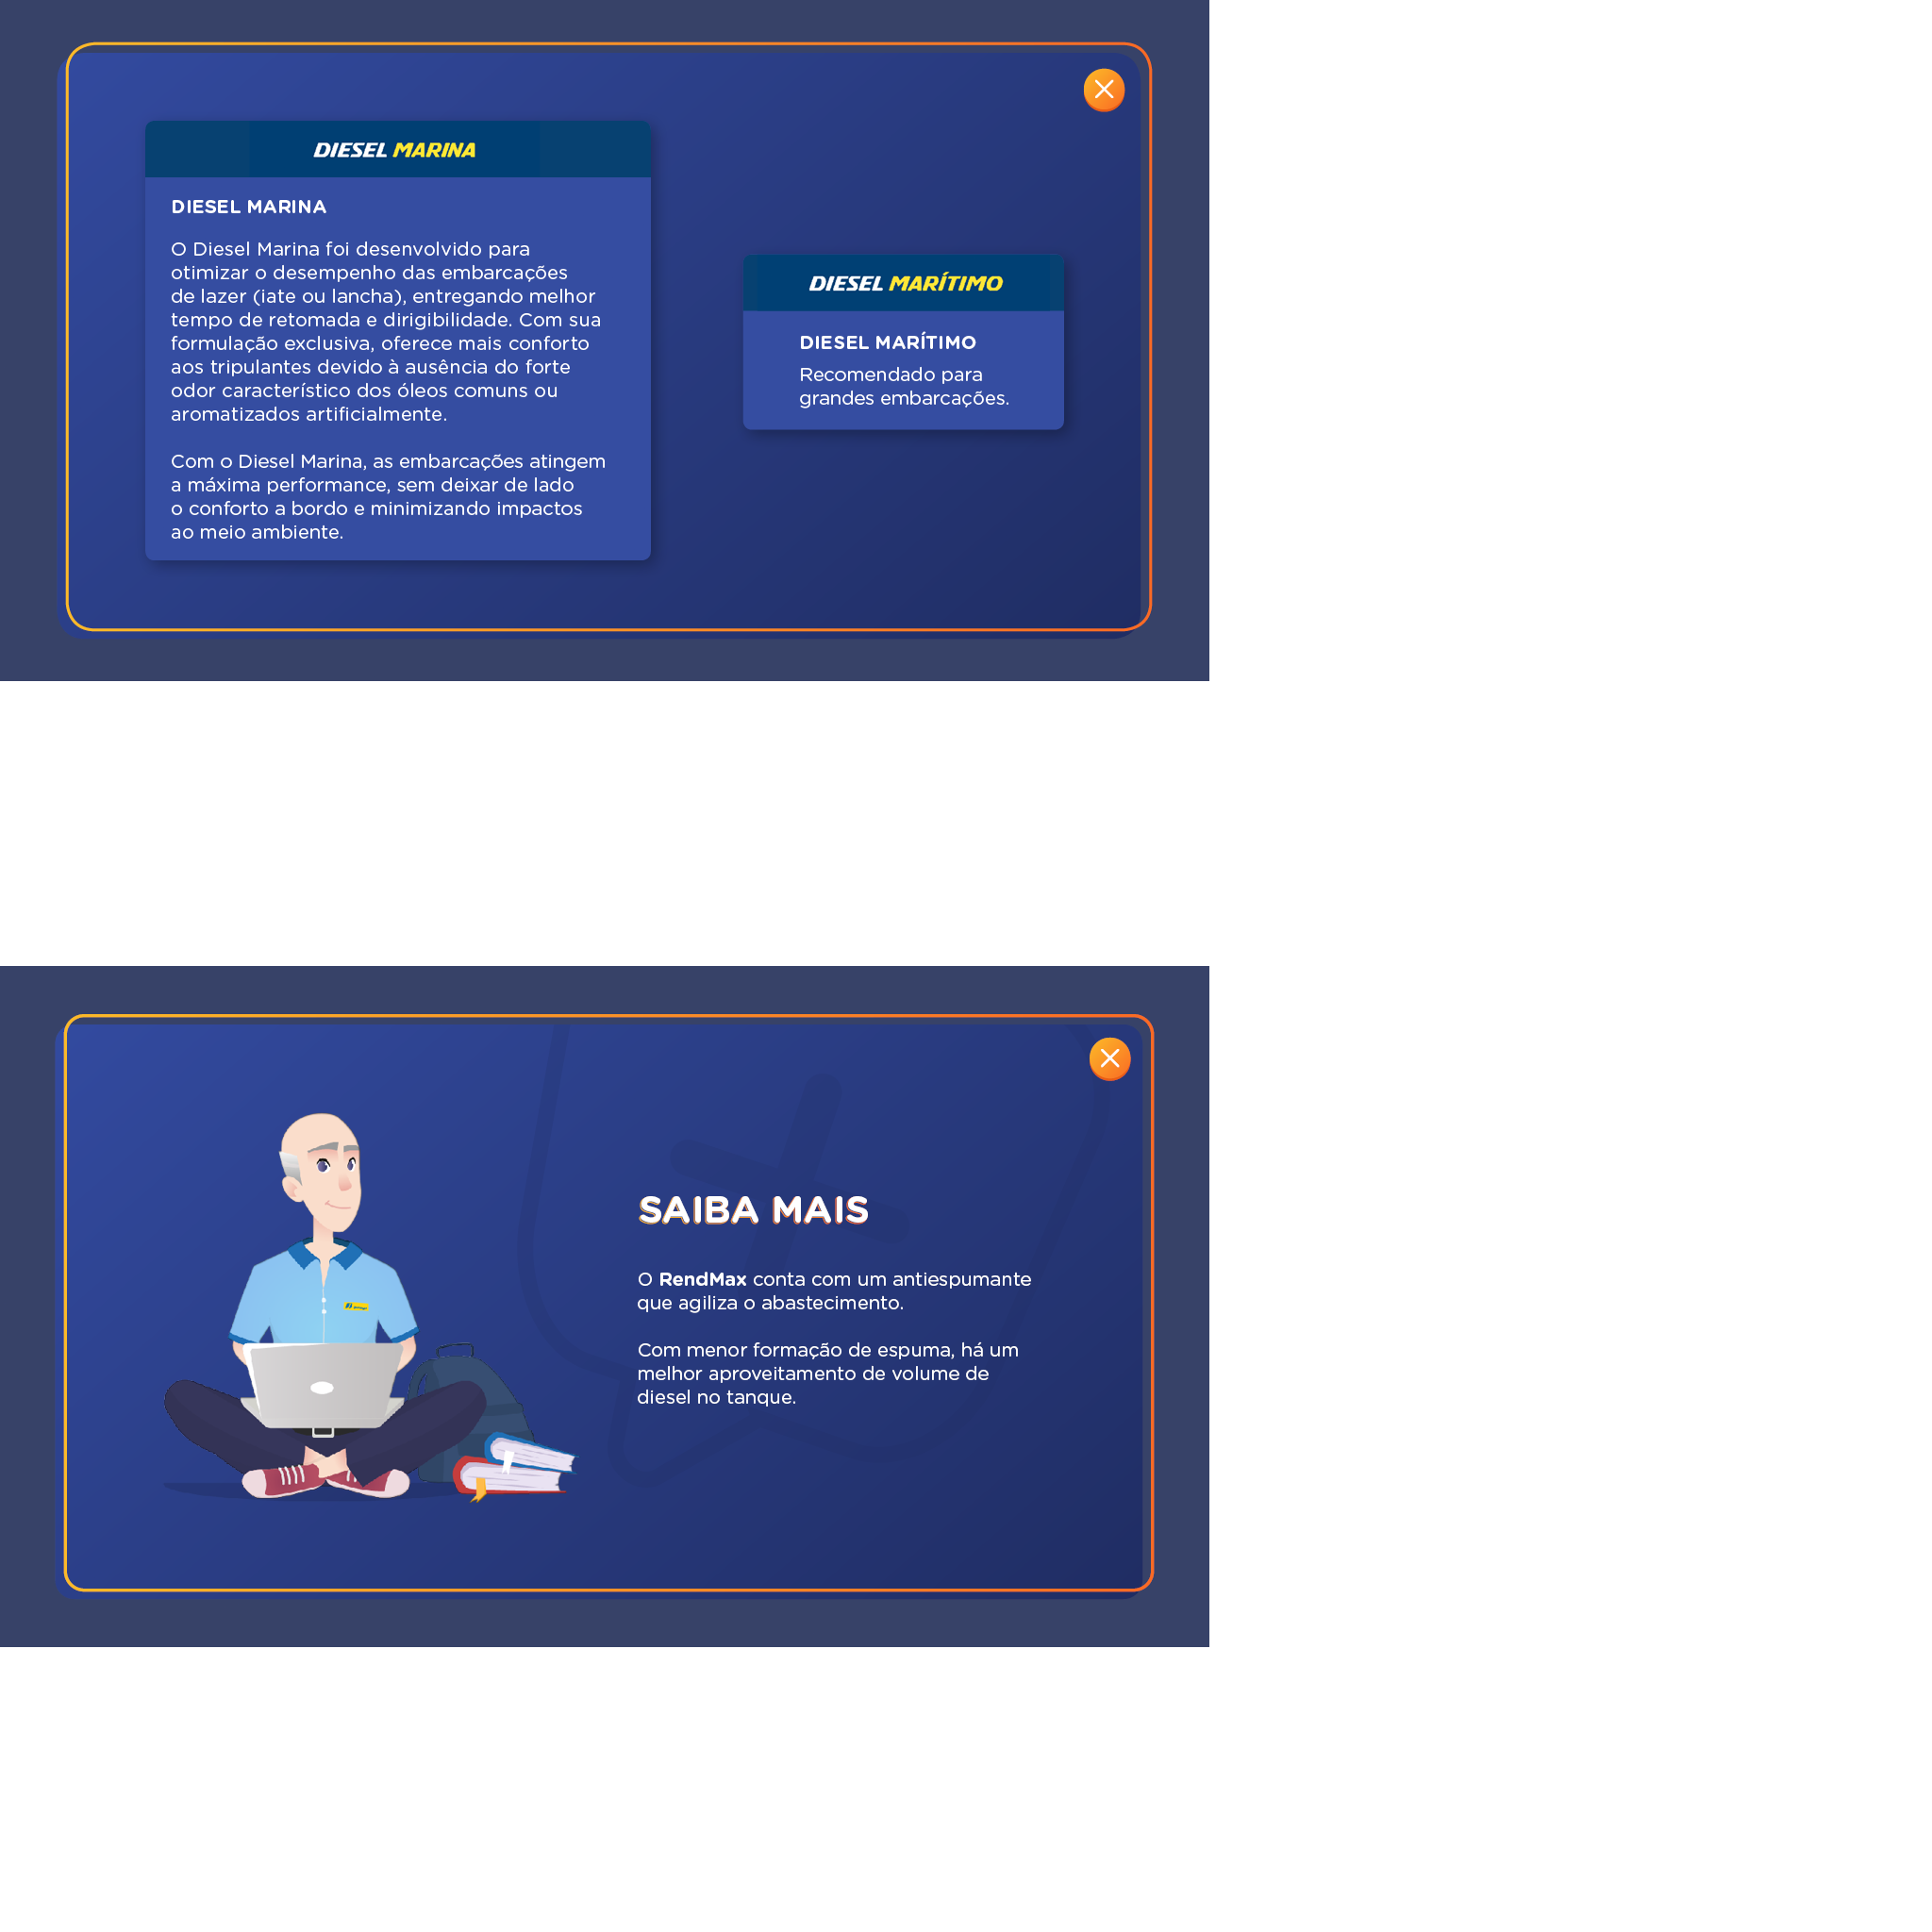 DIESEL MARINA
DIESEL MARINA
O Diesel Marina foi desenvolvido para
otimizar o desempenho das embarcações
de lazer (iate ou lancha), entregando melhor
tempo de retomada e dirigibilidade. Com sua
formulação exclusiva, oferece mais conforto
aos tripulantes devido à ausência do forte
odor característico dos óleos comuns ou
aromatizados artificialmente.
Com o Diesel Marina, as embarcações atingem
a máxima performance, sem deixar de lado
o conforto a bordo e minimizando impactos
ao meio ambiente.
DIESEL MARÍTIMO
DIESEL MARÍTIMO
Recomendado para
grandes embarcações.
SAIBA MAIS
O RendMax conta com um antiespumante
que agiliza o abastecimento.
Com menor formação de espuma, há um
melhor aproveitamento de volume de
diesel no tanque.